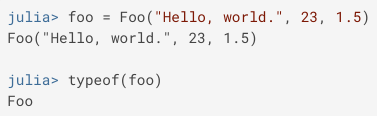 julia> foo = Foo("Hello, world.", 23, 1.5)
Foo("Hello, world.", 23, 1.5)
julia> typeof(foo)
Foo